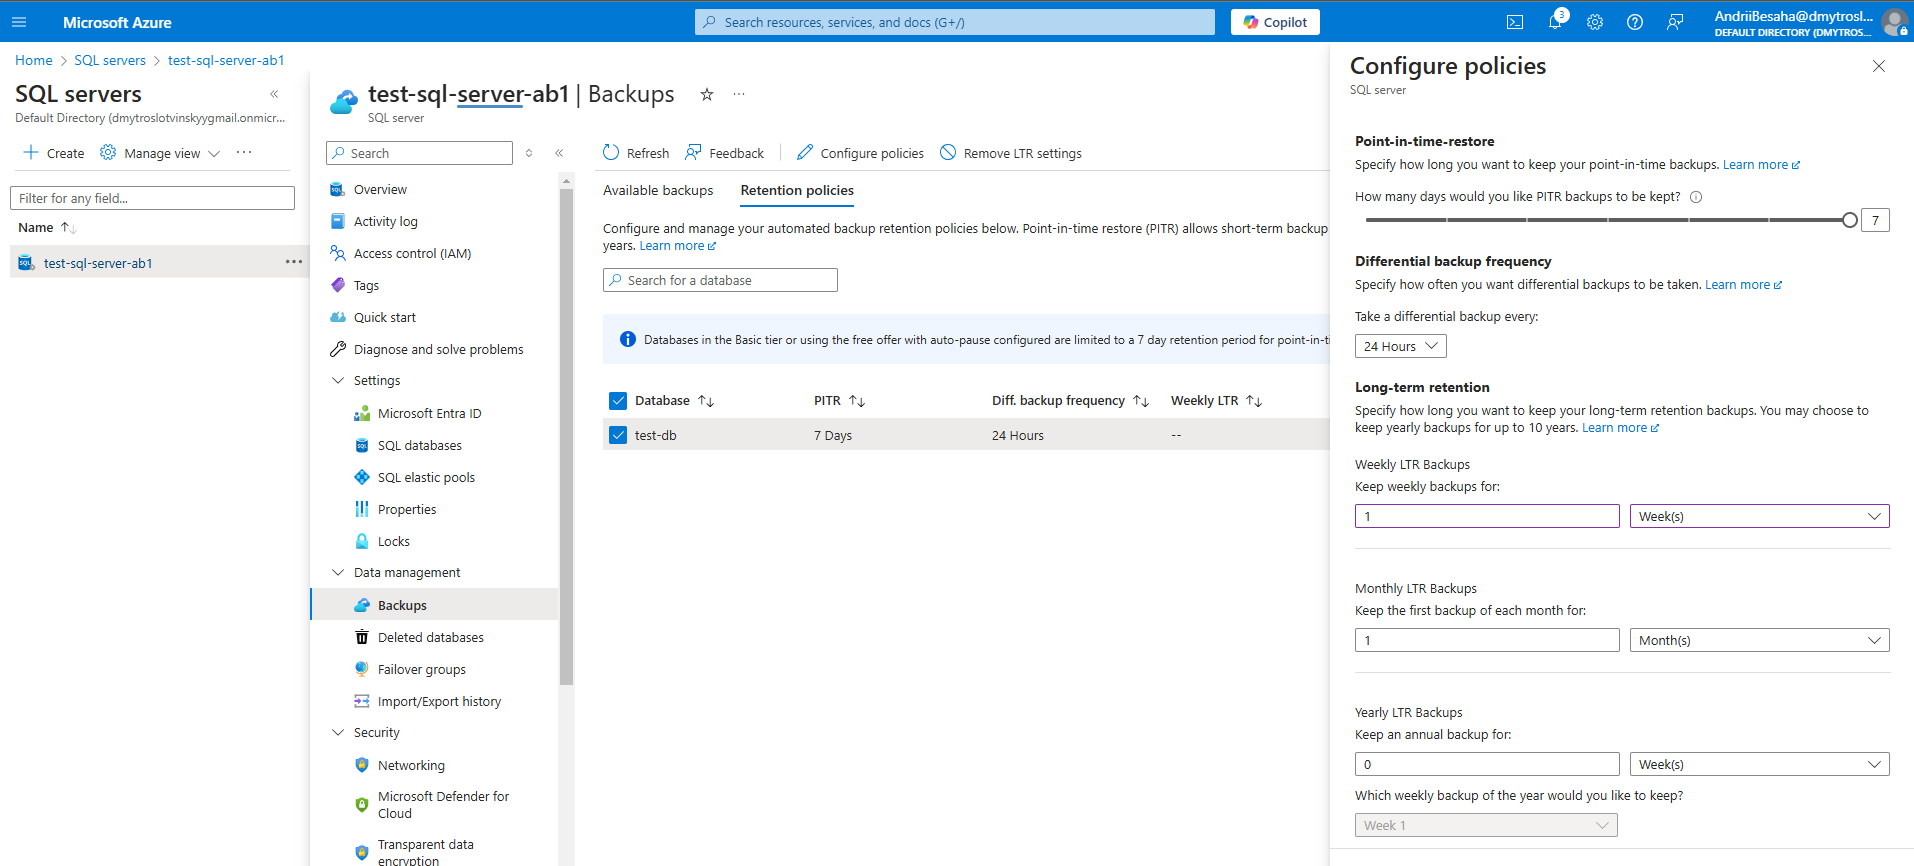 Microsoft Azure
Search resources, services, and docs (G+/)
Copilot
3
AndriiBesaha@dmytrosl...
DEFAULT DIRECTORY (DMYTROS...
Home > SQL servers > test-sql-server-ab1
SQL servers
Default Directory (dmytroslotvinskyygmail.onmicr...
Create
Manage view
Filter for any field...
Name
test-sql-server-ab1
test-sql-server-ab1 | Backups
SQL server
Search
Overview
Activity log
Access control (IAM)
Tags
Quick start
Diagnose and solve problems
Settings
Microsoft Entra ID
SQL databases
SQL elastic pools
Properties
Locks
Data management
Backups
Deleted databases
Failover groups
Import/Export history
Security
Networking
Microsoft Defender for
Cloud
Transparent data
encryption
Refresh
Feedback
Configure policies
Remove LTR settings
Available backups
Retention policies
Configure and manage your automated backup retention policies below. Point-in-time restore (PITR) allows short-term backup
years. Learn more
Search for a database
Databases in the Basic tier or using the free offer with auto-pause configured are limited to a 7 day retention period for point-in-ti
Database PITR Diff. backup frequency Weekly LTR
test-db 7 Days 24 Hours --
Configure policies
SQL server
Point-in-time-restore
Specify how long you want to keep your point-in-time backups. Learn more
How many days would you like PITR backups to be kept?
7
Differential backup frequency
Specify how often you want differential backups to be taken. Learn more
Take a differential backup every:
24 Hours
Long-term retention
Specify how long you want to keep your long-term retention backups. You may choose to
keep yearly backups for up to 10 years. Learn more
Weekly LTR Backups
Keep weekly backups for:
1 Week(s)
Monthly LTR Backups
Keep the first backup of each month for:
1 Month(s)
Yearly LTR Backups
Keep an annual backup for:
0 Week(s)
Which weekly backup of the year would you like to keep?
Week 1